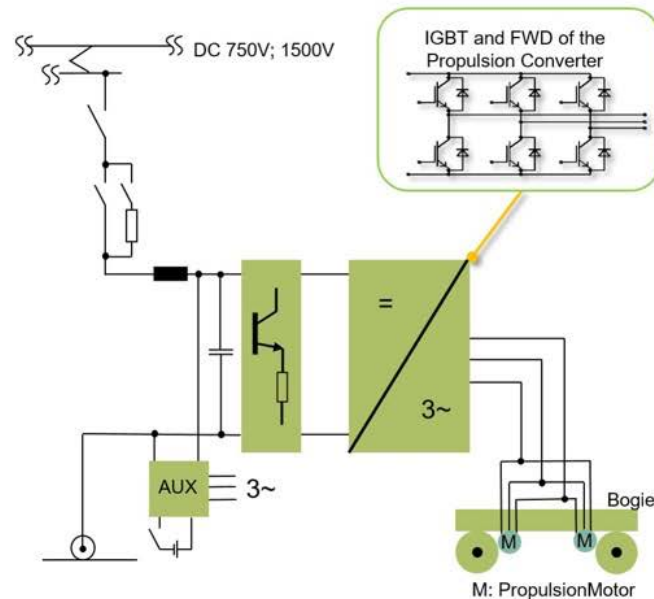 DC 750V; 1500V
IGBT and FWD of the
Propulsion Converter
=
3~
AUX
3~
Bogie
M
M
M: PropulsionMotor